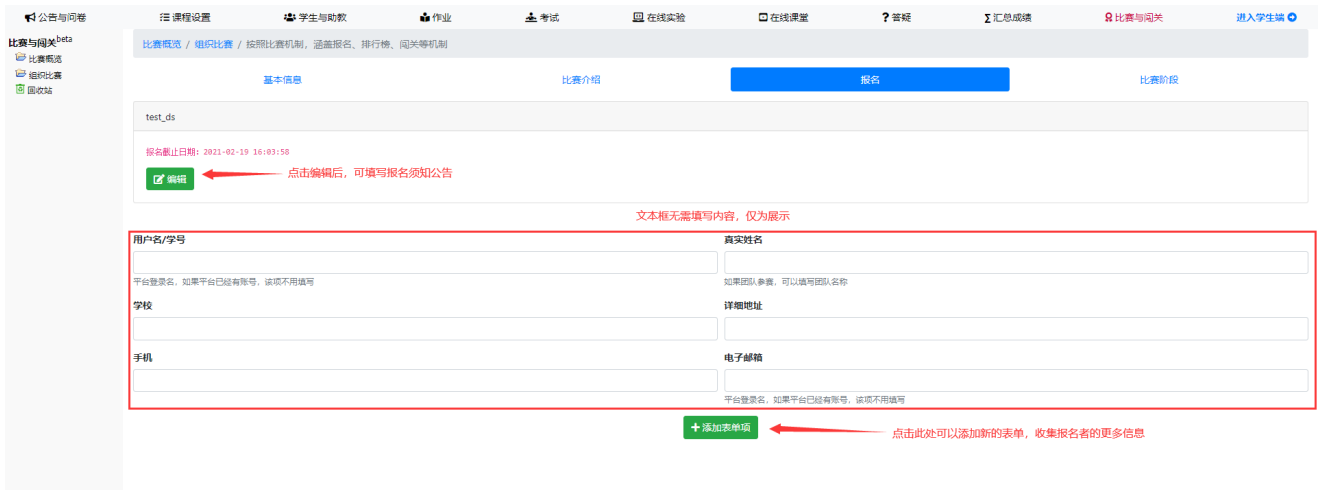 公告与问卷 课程设置 学生与助教 作业 考试 在线实验 在线课堂 ?答疑 ∑汇总成绩 比赛与闯关 进入学生端
比赛与闯关beta
比赛概览
组织比赛
回收站
比赛概览 / 组织比赛 / 按照比赛机制，涵盖报名、排行榜、闯关等机制
基本信息 比赛介绍 报名 比赛阶段
test_ds
报名截止日期: 2021-02-19 16:03:58
编辑 点击编辑后，可填写报名须知公告
文本框无需填写内容，仅为展示
用户名/学号 真实姓名
平台登录名，如果平台已经有账号，该项不用填写 如果团队参赛，可以填写团队名称
学校 详细地址
手机 电子邮箱
平台登录名，如果平台已经有账号，该项不用填写
+添加表单项 点击此处可以添加新的表单，收集报名者的更多信息